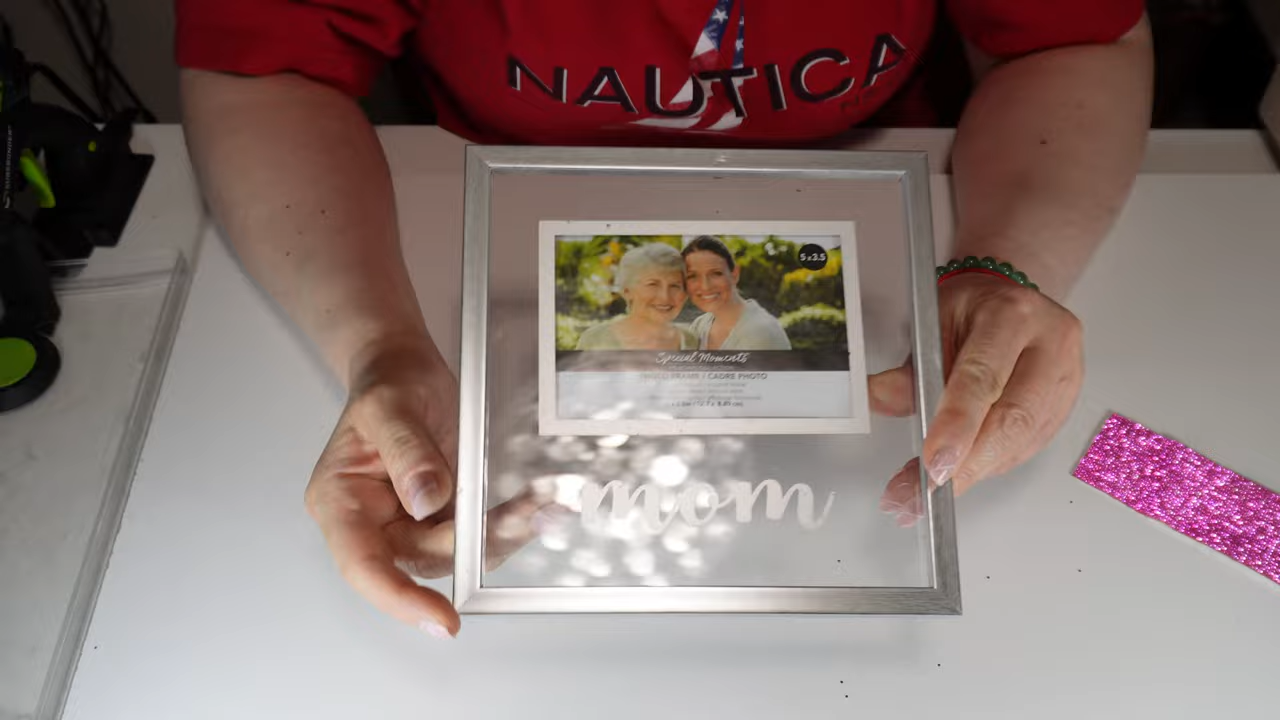 NAUTICA
5x3.5
Special Moments
PHOTO FRAME / CADRE PHOTO
mom